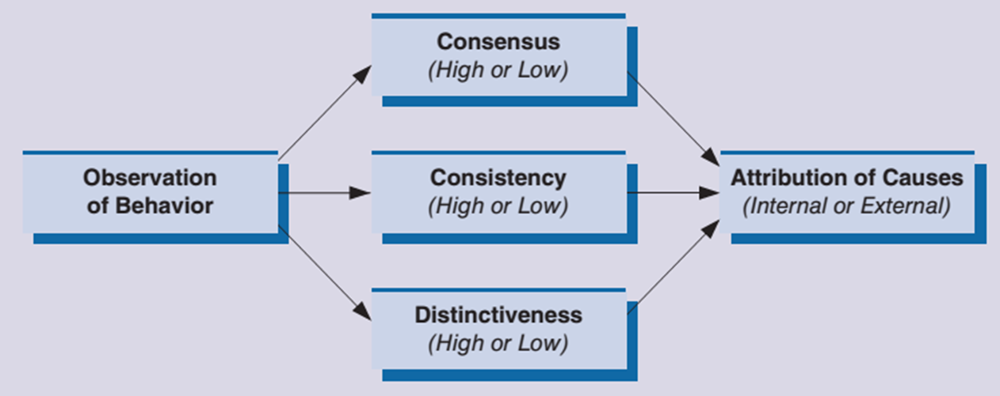 Consensus
(High or Low)
Observation
of Behavior
Consistency
(High or Low)
Attribution of Causes
(Internal or External)
Distinctiveness
(High or Low)